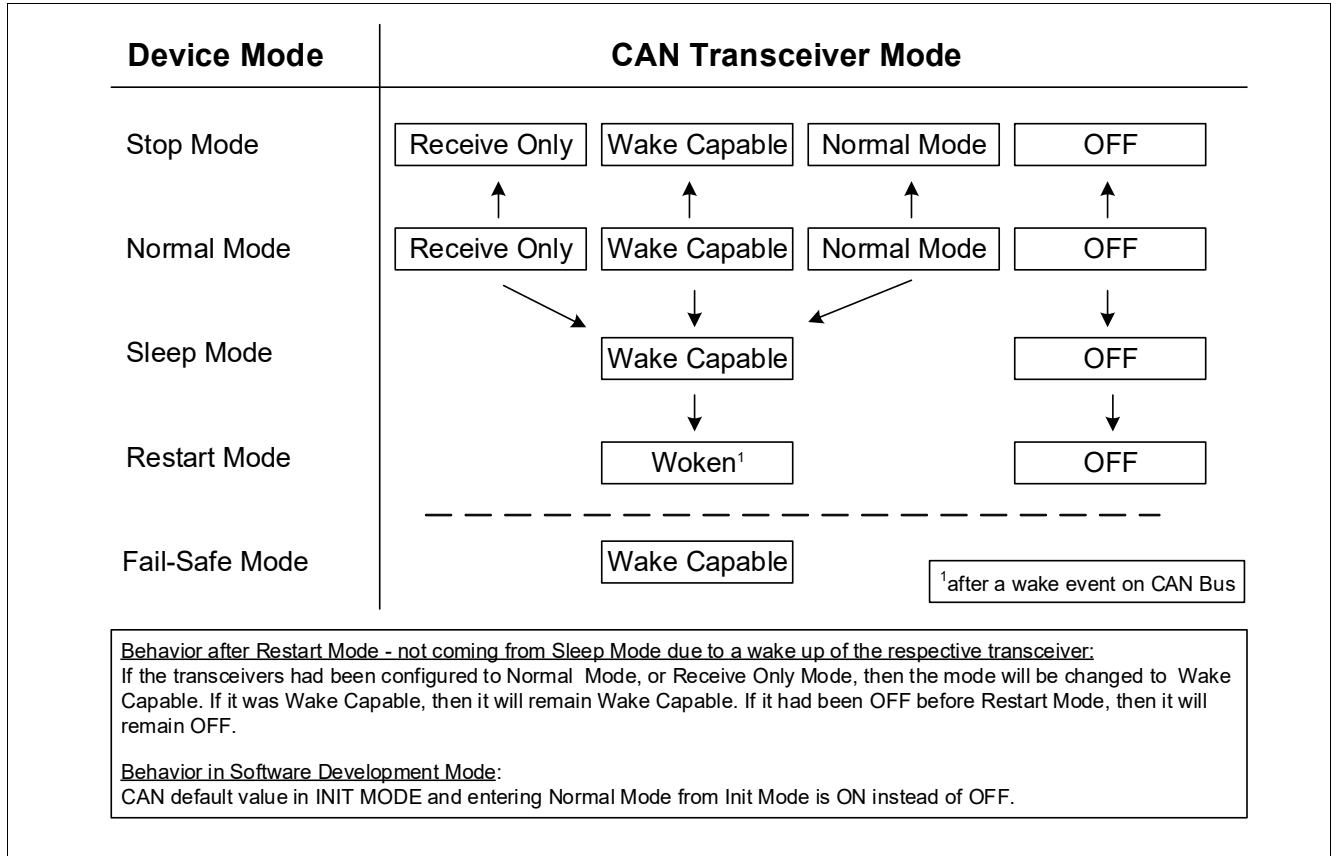 Device Mode CAN Transceiver Mode
Stop Mode Receive Only Wake Capable Normal Mode OFF
Normal Mode Receive Only Wake Capable Normal Mode OFF
Sleep Mode Wake Capable OFF
Restart Mode Woken¹ OFF
Fail-Safe Mode Wake Capable
¹after a wake event on CAN Bus
Behavior after Restart Mode - not coming from Sleep Mode due to a wake up of the respective transceiver:
If the transceivers had been configured to Normal Mode, or Receive Only Mode, then the mode will be changed to Wake
Capable. If it was Wake Capable, then it will remain Wake Capable. If it had been OFF before Restart Mode, then it will
remain OFF.
Behavior in Software Development Mode:
CAN default value in INIT MODE and entering Normal Mode from Init Mode is ON instead of OFF.